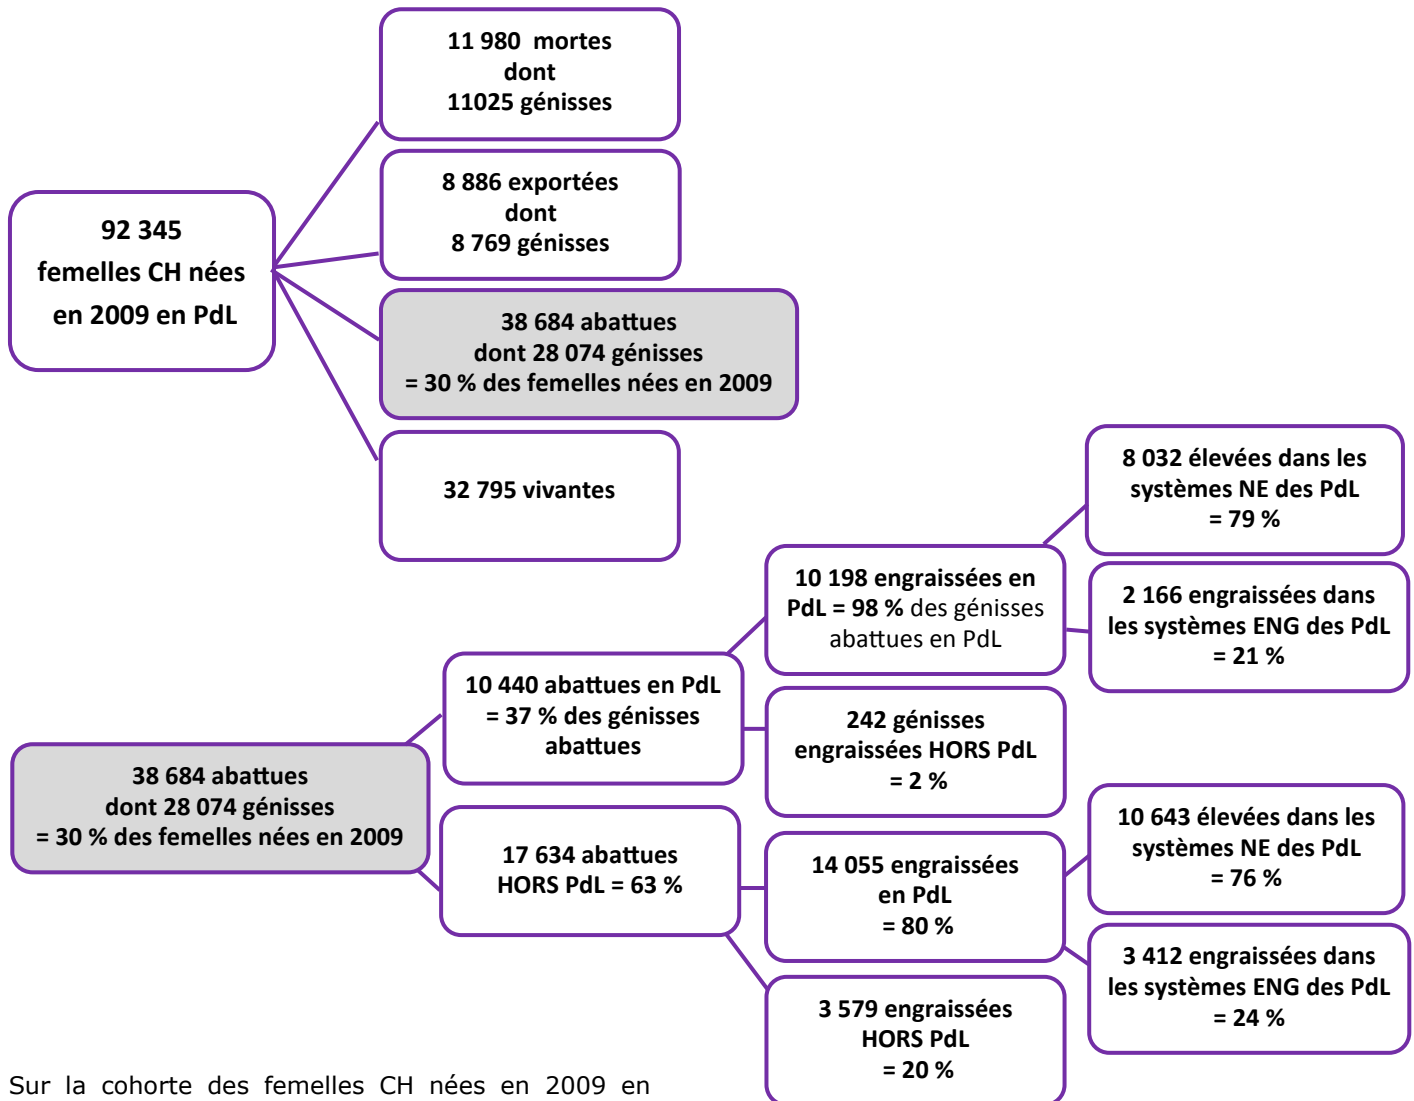 11 980 mortes
dont
11025 génisses
8 886 exportées
dont
8 769 génisses
92 345
femelles CH nées
en 2009 en PdL
38 684 abattues
dont 28 074 génisses
= 30 % des femelles nées en 2009
32 795 vivantes
8 032 élevées dans les
systèmes NE des PdL
= 79 %
10 198 engraissées en
PdL = 98 % des génisses
abattues en PdL
2 166 engraissées dans
les systèmes ENG des PdL
= 21 %
10 440 abattues en PdL
= 37 % des génisses
abattues
242 génisses
engraissées HORS PdL
= 2 %
38 684 abattues
dont 28 074 génisses
= 30 % des femelles nées en 2009
17 634 abattues
HORS PdL = 63 %
14 055 engraissées
en PdL
= 80 %
10 643 élevées dans les
systèmes NE des PdL
= 76 %
3 412 engraissées dans
les systèmes ENG des PdL
= 24 %
3 579 engraissées
HORS PdL
= 20 %
Sur la cohorte des femelles CH nées en 2009 en